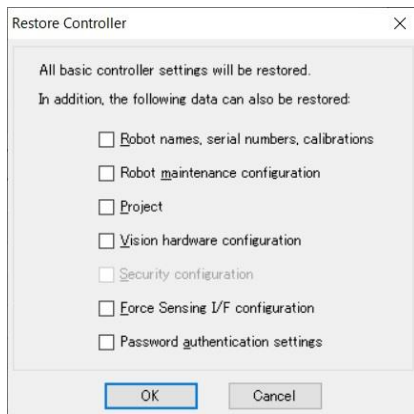 Restore Controller
All basic controller settings will be restored.
In addition, the following data can also be restored:
Robot names, serial numbers, calibrations
Robot maintenance configuration
Project
Vision hardware configuration
Security configuration
Force Sensing I/F configuration
Password authentication settings
OK Cancel